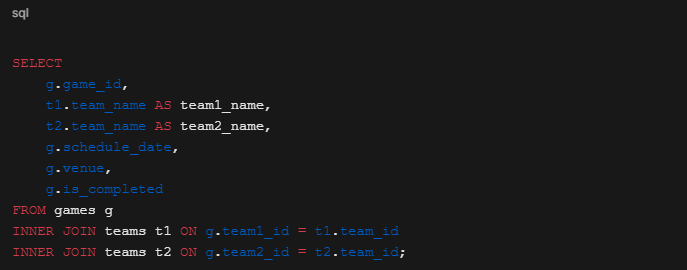 sql
SELECT
    g.game_id,
    t1.team_name AS team1_name,
    t2.team_name AS team2_name,
    g.schedule_date,
    g.venue,
    g.is_completed
FROM games g
INNER JOIN teams t1 ON g.team1_id = t1.team_id
INNER JOIN teams t2 ON g.team2_id = t2.team_id;